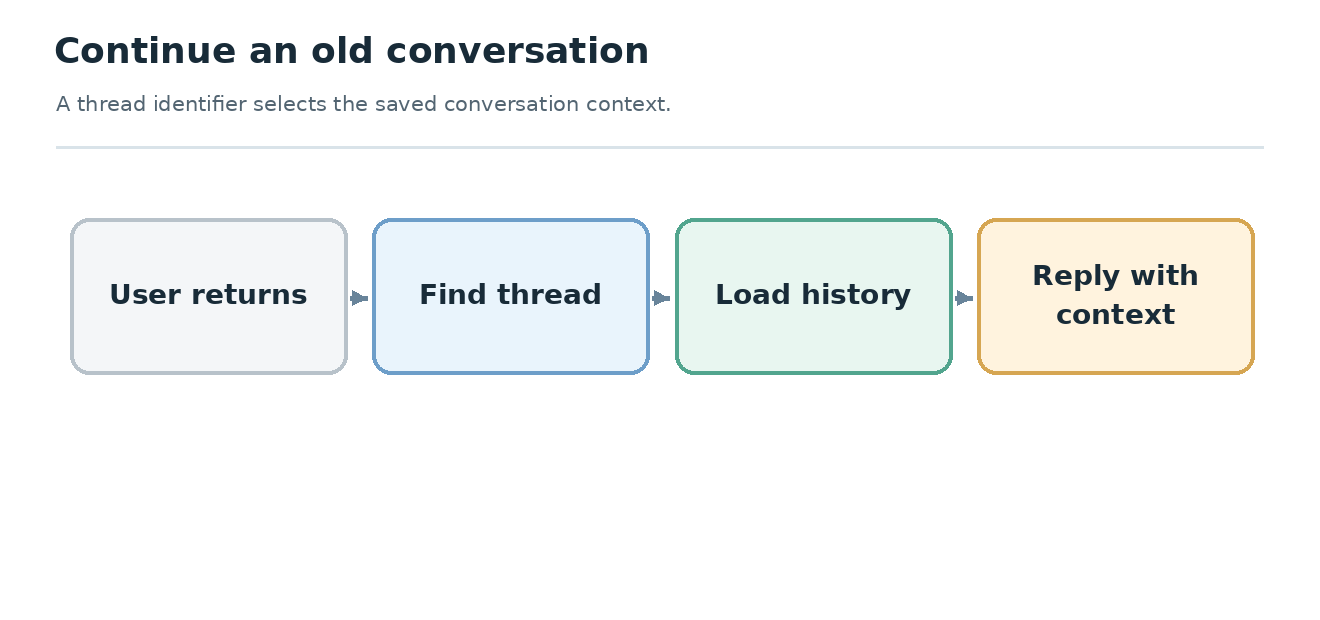 Continue an old conversation
A thread identifier selects the saved conversation context.
User returns
Find thread
Load history
Reply with
context